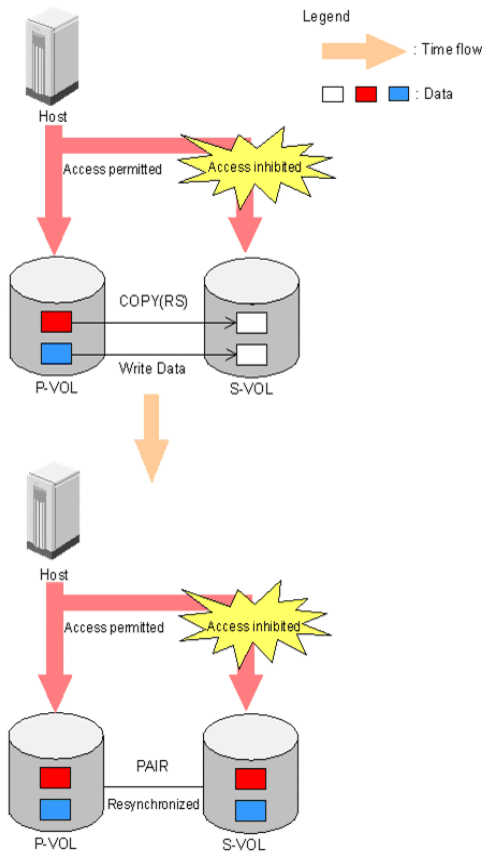 Legend
: Time flow
: Data
Host
Access permitted
Access inhibited
COPY(RS)
Write Data
P-VOL
S-VOL
Host
Access permitted
Access inhibited
PAIR
Resynchronized
P-VOL
S-VOL